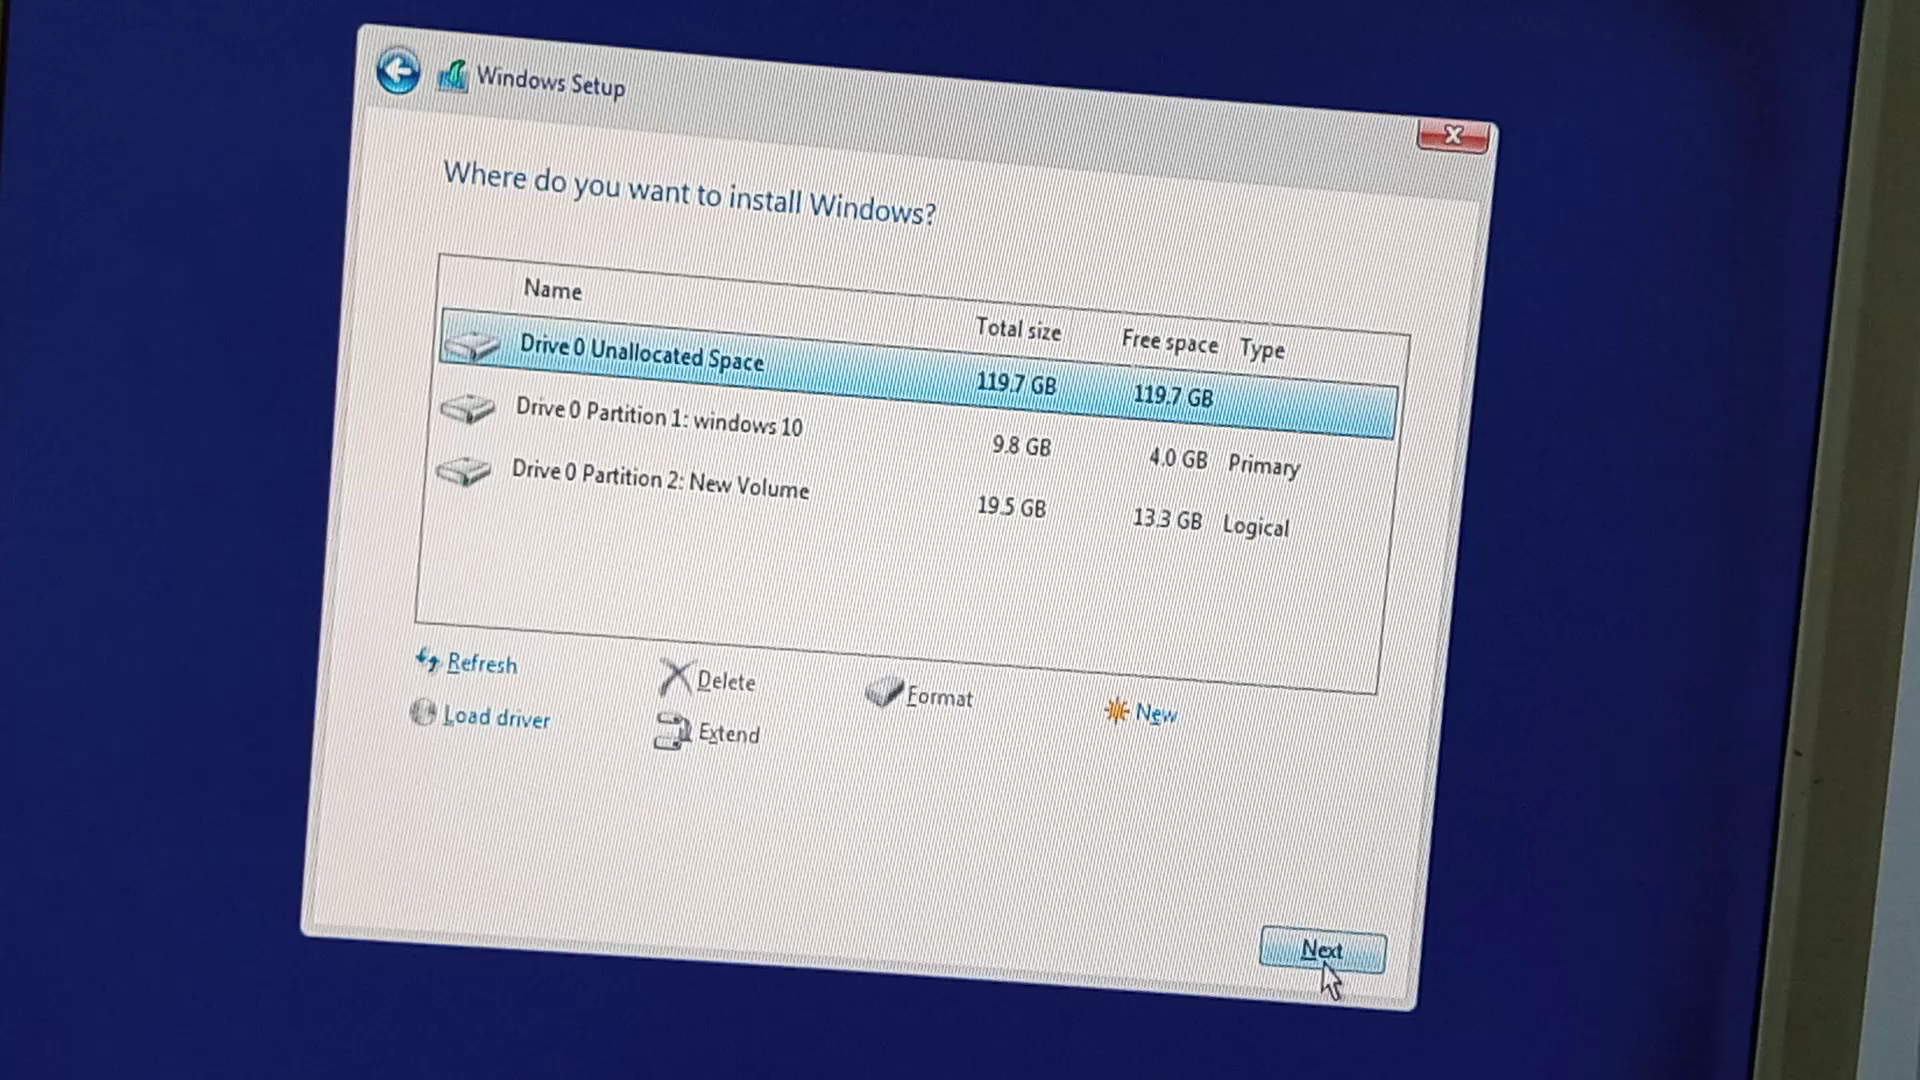 Windows Setup
X
Where do you want to install Windows?
Name Total size Free space Type
Drive 0 Unallocated Space 119.7 GB 119.7 GB
Drive 0 Partition 1: windows 10 9.8 GB 4.0 GB Primary
Drive 0 Partition 2: New Volume 19.5 GB 13.3 GB Logical
Refresh Delete Format New
Load driver Extend
Next